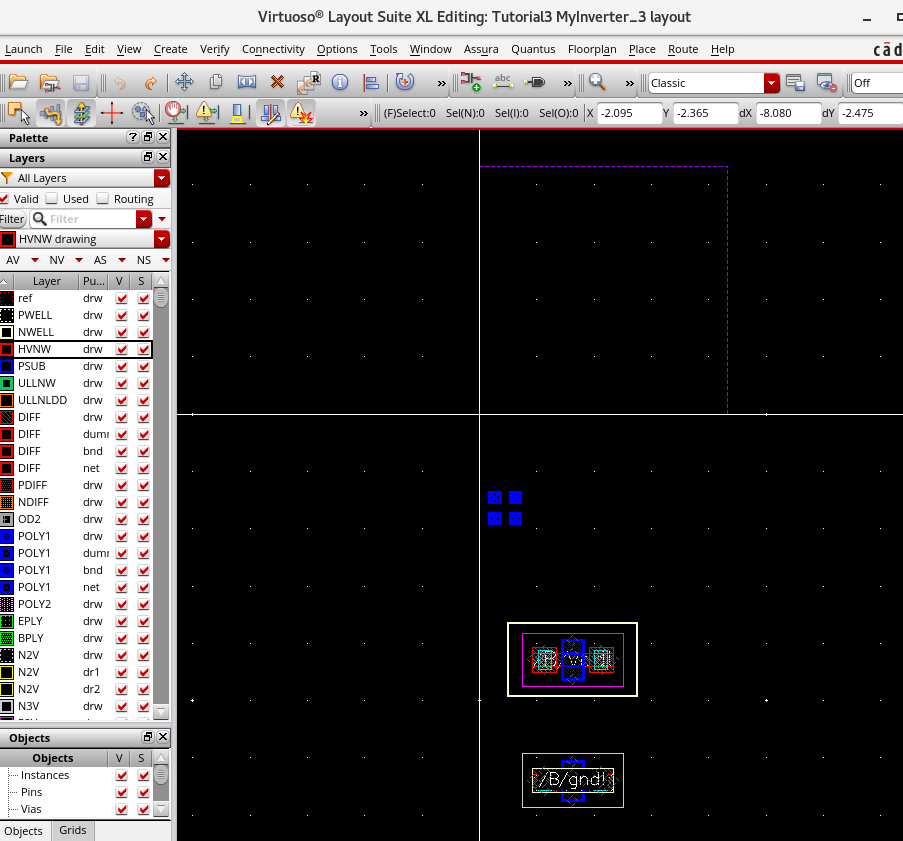 Virtuoso® Layout Suite XL Editing: Tutorial3 MyInverter_3 layout
Launch File Edit View Create Verify Connectivity Options Tools Window Assura Quantus Floorplan Place Route Help cād
» abc » » Classic Off
» (F)Select:0 Sel(N):0 Sel(I):0 Sel(O):0 X -2.095 Y -2.365 dX -8.080 dY -2.475
Palette
Layers
All Layers
Valid Used Routing
Filter Filter
HVNW drawing
AV NV AS NS
Layer Pu... V S
ref drw
PWELL drw
NWELL drw
HVNW drw
PSUB drw
ULLNW drw
ULLNLDD drw
DIFF drw
DIFF dumr
DIFF bnd
DIFF net
PDIFF drw
NDIFF drw
OD2 drw
POLY1 drw
POLY1 dumr
POLY1 bnd
POLY1 net
POLY2 drw
EPLY drw
BPLY drw
N2V drw
N2V dr1
N2V dr2
N3V drw
Objects
Objects V S
Instances
Pins
Vias
Objects Grids
/B/gnd!